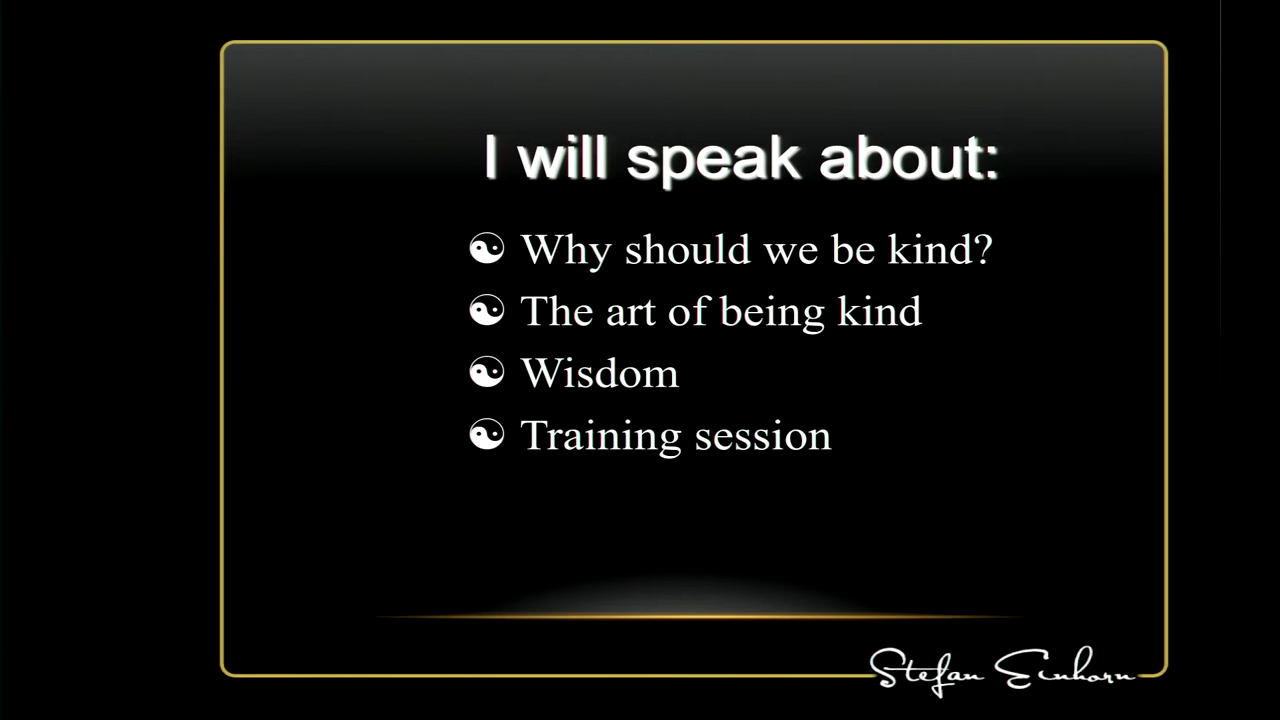 I will speak about:
☯ Why should we be kind?
☯ The art of being kind
☯ Wisdom
☯ Training session
Stefan Einhorn